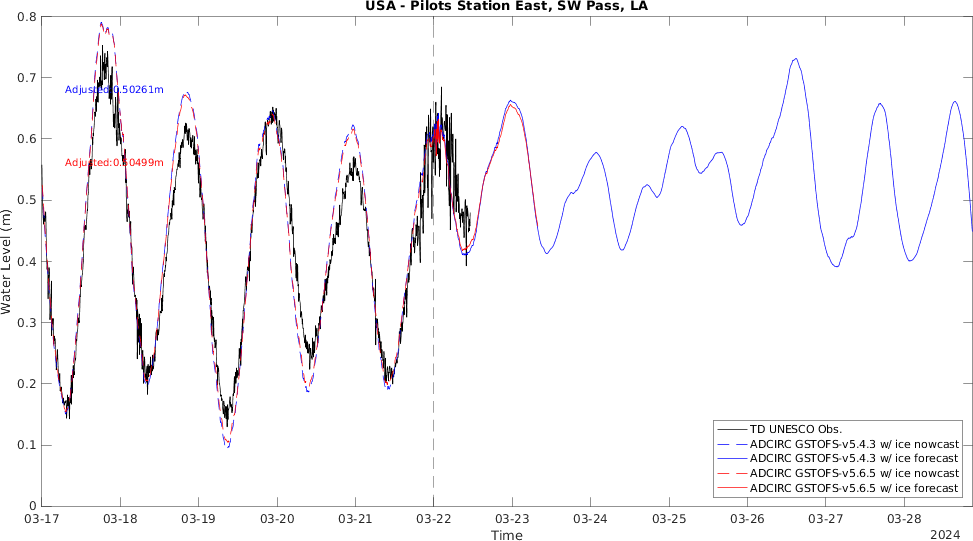 USA - Pilots Station East, SW Pass, LA
0.8
0.7
0.6
0.5
0.4
0.3
0.2
0.1
0
Water Level (m)
Adjusted:0.50261m
Adjusted:0.50499m
TD UNESCO Obs.
ADCIRC GSTOFS-v5.4.3 w/ ice nowcast
ADCIRC GSTOFS-v5.4.3 w/ ice forecast
ADCIRC GSTOFS-v5.6.5 w/ ice nowcast
ADCIRC GSTOFS-v5.6.5 w/ ice forecast
03-17 03-18 03-19 03-20 03-21 03-22 03-23 03-24 03-25 03-26 03-27 03-28
Time
2024